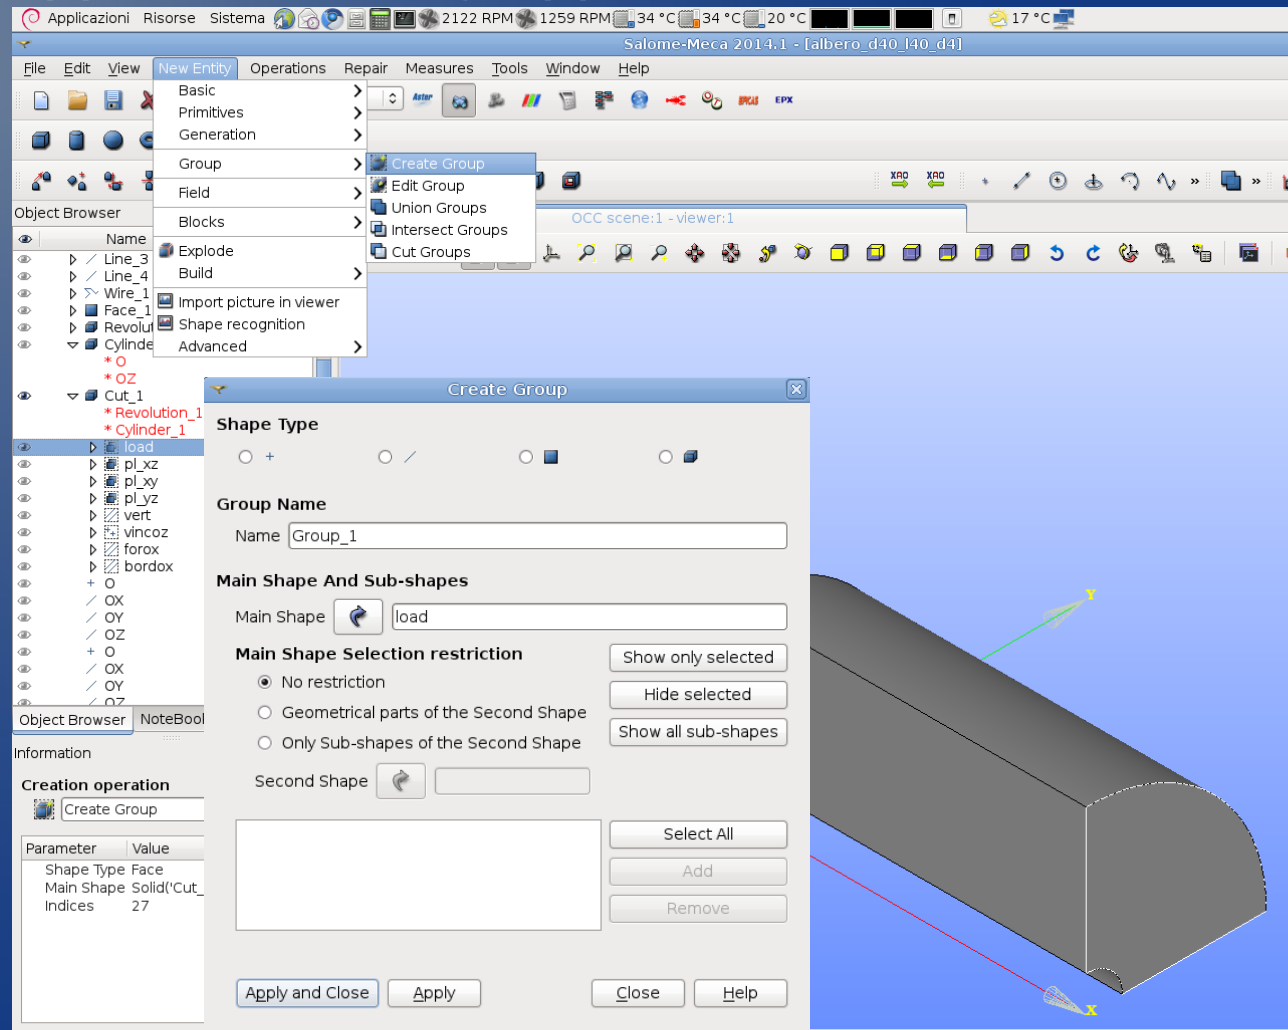 Applicazioni Risorse Sistema 2122 RPM 1259 RPM 34 °C 34 °C 20 °C 17 °C
Salome-Meca 2014.1 - [albero_d40_l40_d4]
File Edit View New Entity Operations Repair Measures Tools Window Help
Basic
Primitives
Generation
Group
Field
Blocks
Explode
Build
Import picture in viewer
Shape recognition
Advanced
Create Group
Edit Group
Union Groups
Intersect Groups
Cut Groups
Aster
EFICAS
EPX
XAO XAO
» »
OCC scene:1 - viewer:1
Object Browser
Name
Line_3
Line_4
Wire_1
Face_1
Revolut
Cylinde
* O
* OZ
Cut_1
* Revolution_1
* Cylinder_1
load
pl_xz
pl_xy
pl_yz
vert
vincoz
forox
bordox
O
OX
OY
OZ
O
OX
OY
OZ
Object Browser NoteBool
Information
Creation operation
Create Group
Parameter Value
Shape Type Face
Main Shape Solid('Cut_
Indices 27
Create Group
Shape Type
Group Name
Name Group_1
Main Shape And Sub-shapes
Main Shape load
Main Shape Selection restriction
No restriction
Geometrical parts of the Second Shape
Only Sub-shapes of the Second Shape
Second Shape
Show only selected
Hide selected
Show all sub-shapes
Select All
Add
Remove
Apply and Close Apply Close Help
Y
X